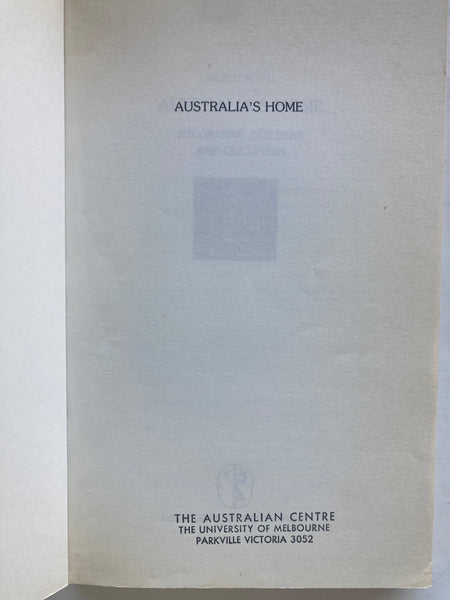 AUSTRALIA'S HOME
THE AUSTRALIAN CENTRE
THE UNIVERSITY OF MELBOURNE
PARKVILLE VICTORIA 3052